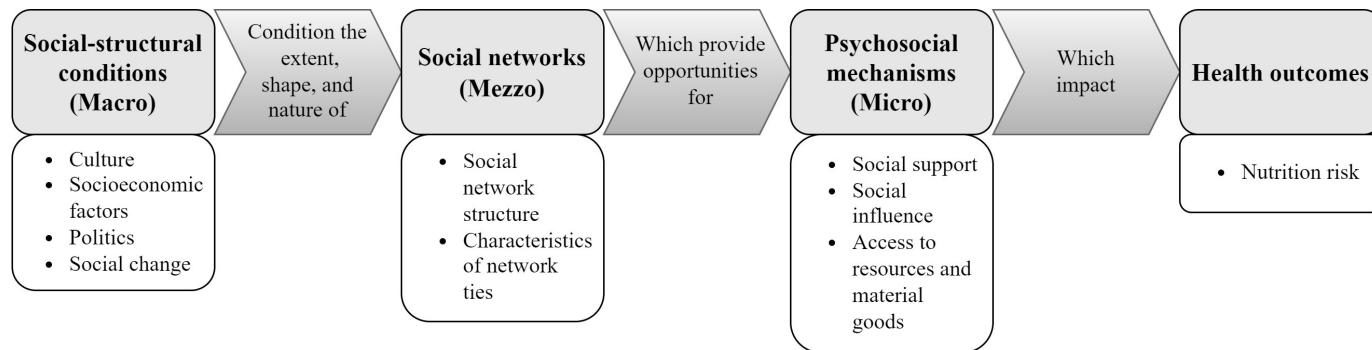 Social-structural
conditions
(Macro)
Condition the
extent,
shape, and
nature of
Social networks
(Mezzo)
Which provide
opportunities
for
Psychosocial
mechanisms
(Micro)
Which
impact
Health outcomes
• Culture
• Socioeconomic
factors
• Politics
• Social change
• Social
network
structure
• Characteristics
of network
ties
• Social support
• Social
influence
• Access to
resources and
material
goods
• Nutrition risk